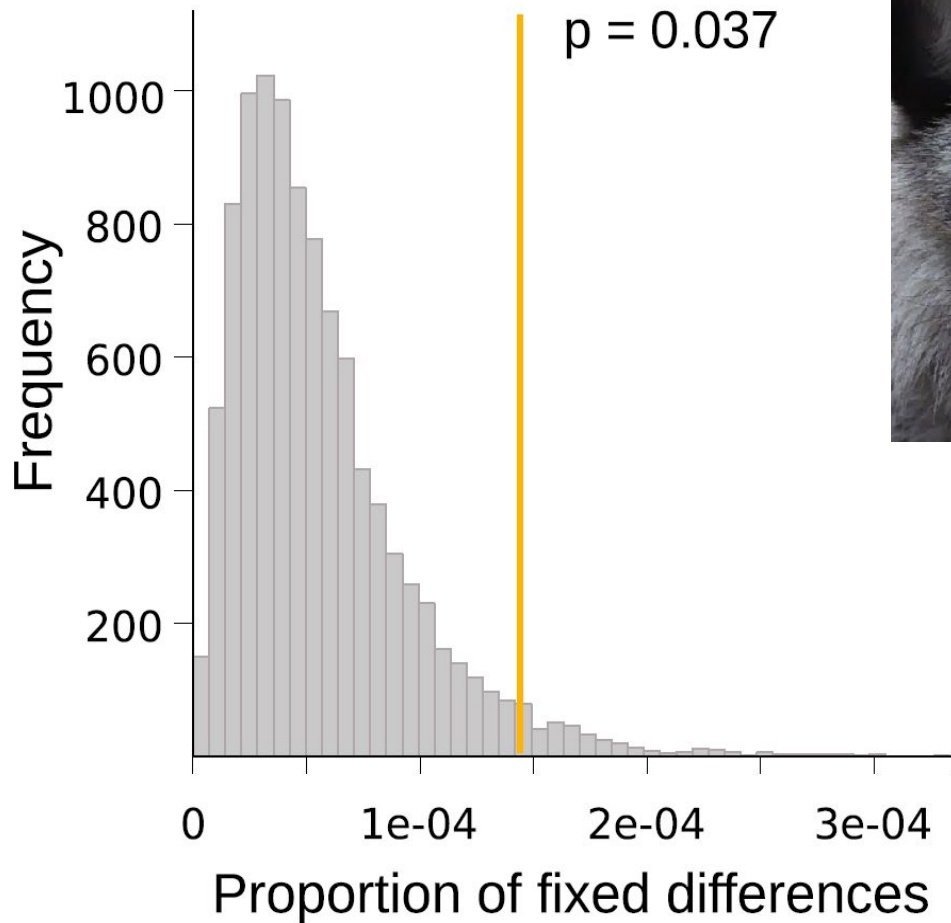 p = 0.037
1000
800
600
400
200
Frequency
0 1e-04 2e-04 3e-04
Proportion of fixed differences